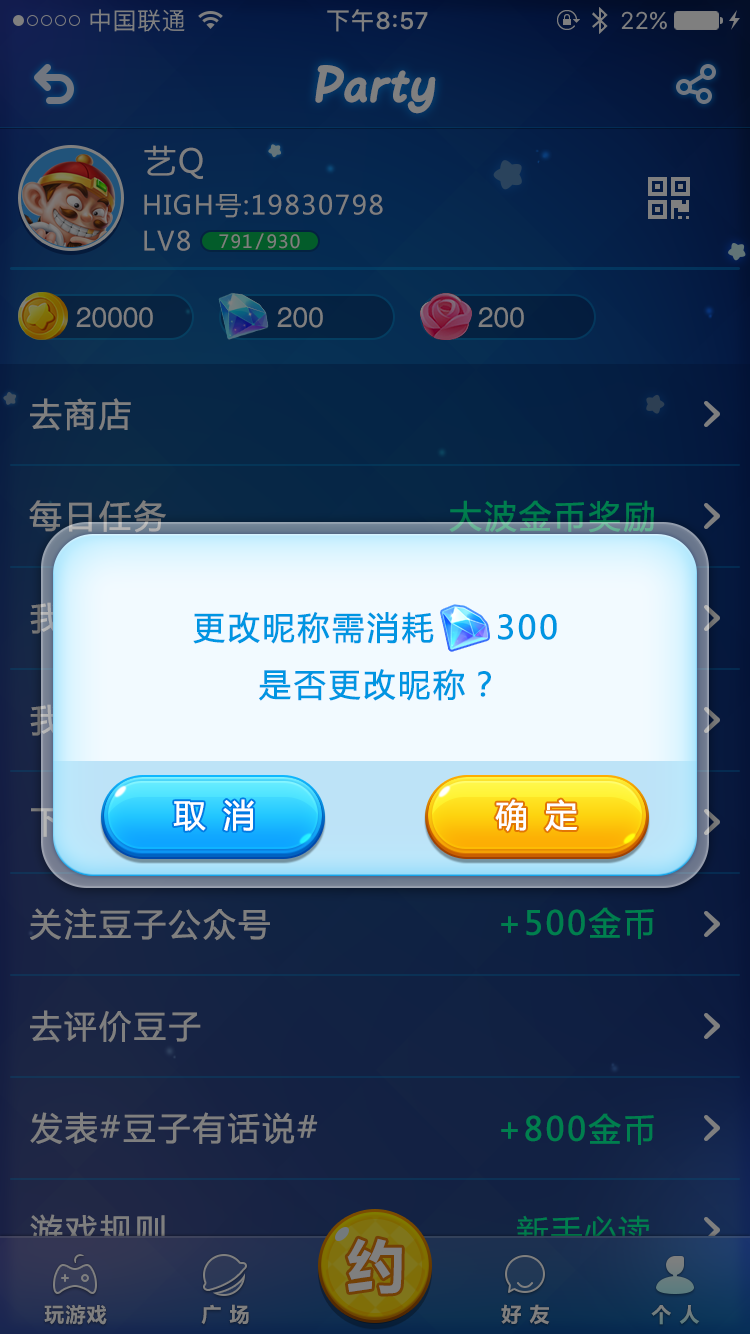 中国联通 下午8:57 22%
Party
艺Q
HIGH号:19830798
LV8 791/930
20000 200 200
去商店
每日任务 大波金币奖励
我
更改昵称需消耗300
是否更改昵称？
我
取消 确定
下
关注豆子公众号 +500金币
去评价豆子
发表#豆子有话说# +800金币
游戏规则 新手必读
玩游戏 广场 约 好友 个人